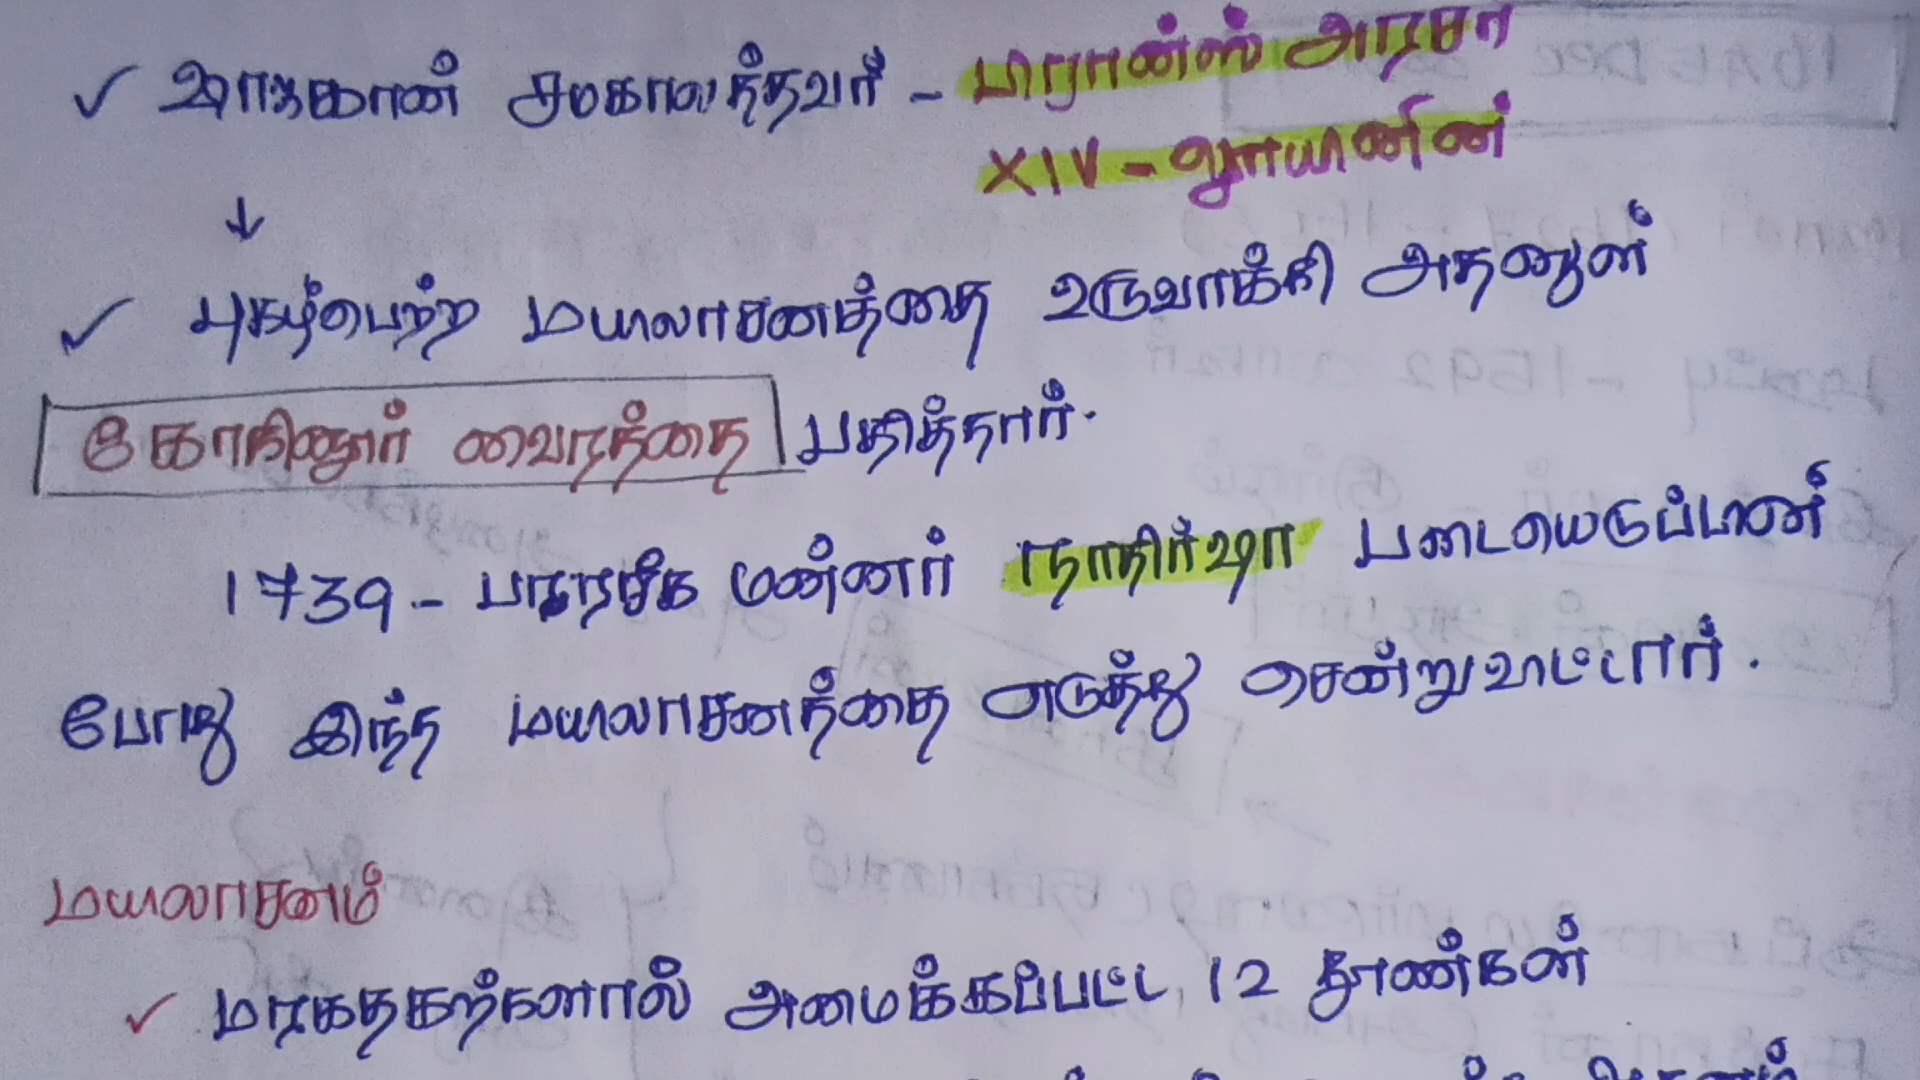 ✓ ஷாஜகான் சமகாலத்தவர் - பிரான்ஸ் அரசர்
XIV - லூயினின்
↓
✓ புகழ்பெற்ற மயிலாசனத்தை உருவாக்கி அதனுள்
கோகினூர் வைரத்தை பதித்தார்.
1739 - பாரசீக மன்னர் நாதிர்ஷா படையெடுப்பின்
போது இந்த மயிலாசனத்தை எடுத்து சென்றுவிட்டார்.
மயிலாசனம்
✓ மரகதகற்களால் அமைக்கப்பட்ட 12 தூண்கள்